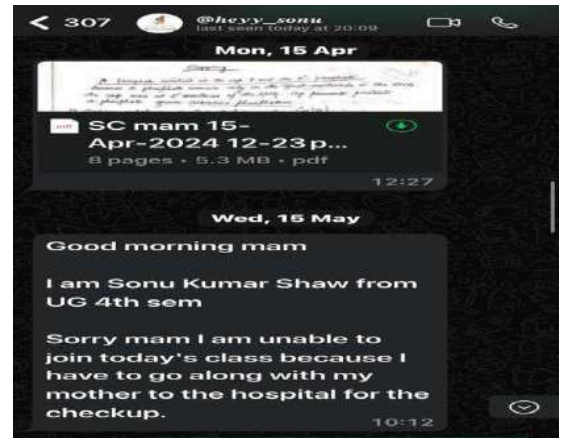 307
@heyy_sonu
last seen today at 20:09
Mon, 15 Apr
pdf
SC mam 15-
Apr-2024 12-23 p...
8 pages • 5.3 MB • pdf
12:27
Wed, 15 May
Good morning mam
I am Sonu Kumar Shaw from
UG 4th sem
Sorry mam I am unable to
join today's class because I
have to go along with my
mother to the hospital for the
checkup.
10:12